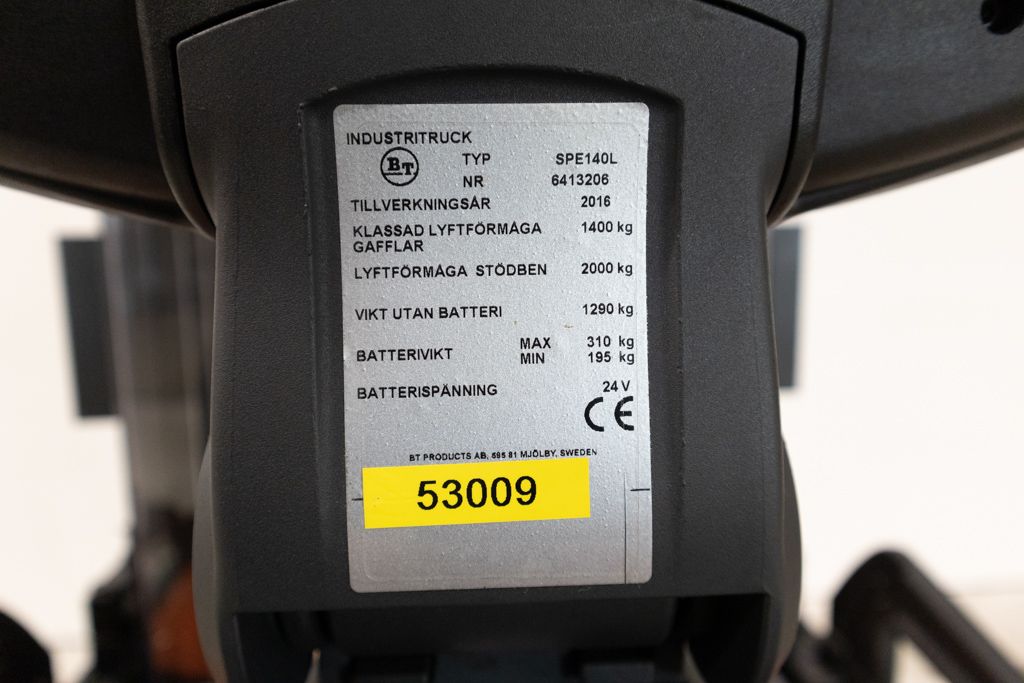 INDUSTRITRUCK
BT
TYP SPE140L
NR 6413206
TILLVERKNINGSÅR 2016
KLASSAD LYFTFÖRMÅGA 1400 kg
GAFFLAR
LYFTFÖRMÅGA STÖDBEN 2000 kg
VIKT UTAN BATTERI 1290 kg
BATTERIVIKT MAX 310 kg
MIN 195 kg
BATTERISPÄNNING 24 V
CE
BT PRODUCTS AB, 595 81 MJÖLBY, SWEDEN
53009